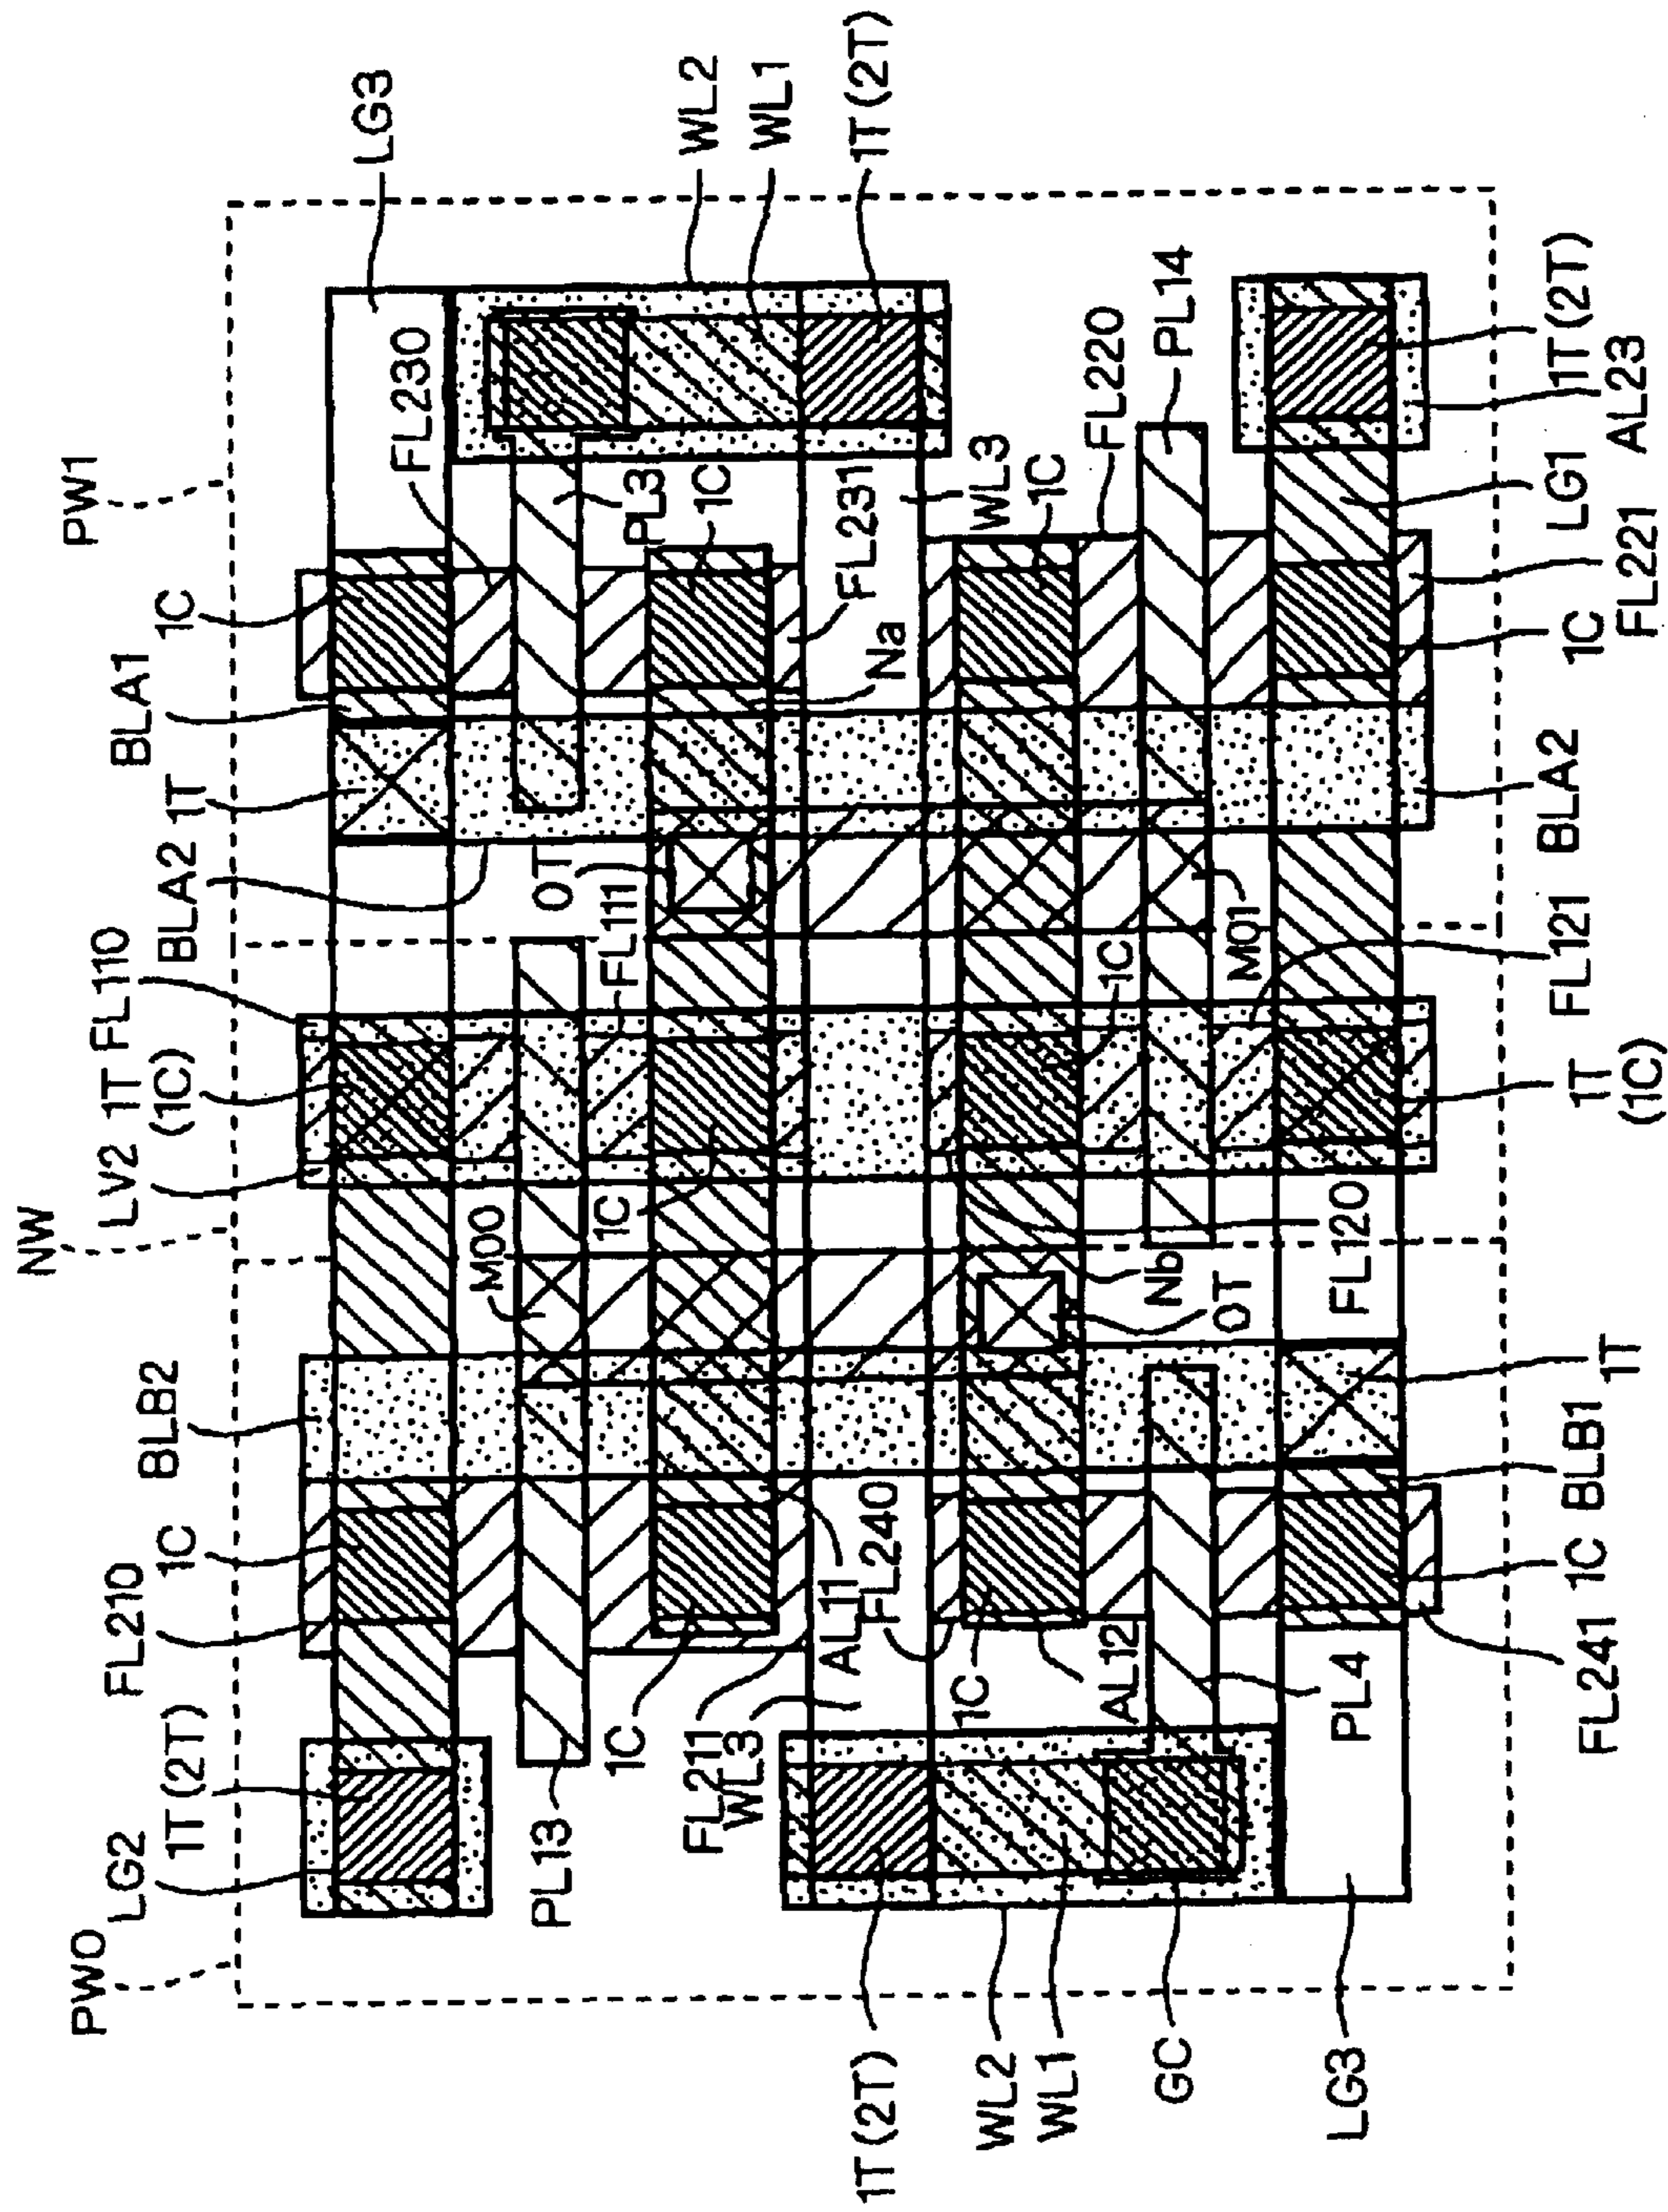 PW1
LG3
WL2
WL1
1T(2T)
1C
BLA1
1T
BLA2
FL110
1T
(1C)
LV2
NW
BLB2
1C
FL210
1T(2T)
LG2
PW0
FL230
PL3
1C
FL231
Na
0T
FL111
1C
M00
PL13
1C
FL211
WL3
AL11
FL240
1C
AL12
WL3
1C
FL220
PL14
1C
M01
Nb
0T
FL120
PL4
1T(2T)
AL23
LG1
FL221
1C
BLA2
FL121
1T
(1C)
1T
BLB1
1C
FL241
1T(2T)
WL2
WL1
GC
LG3